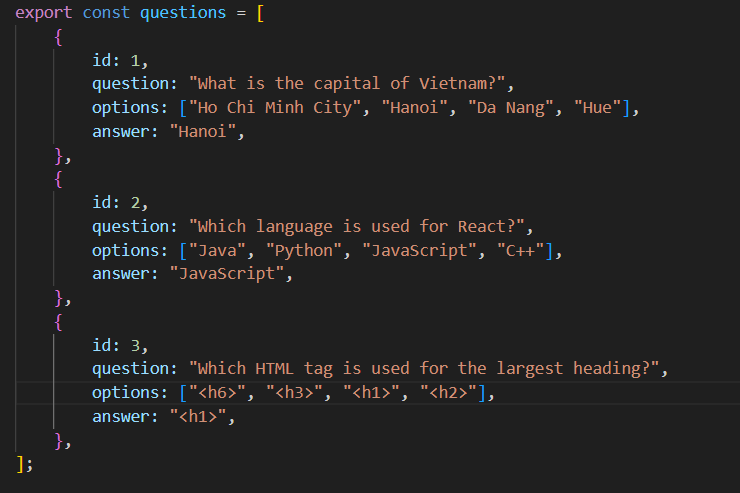 export const questions = [
{
id: 1,
question: "What is the capital of Vietnam?",
options: ["Ho Chi Minh City", "Hanoi", "Da Nang", "Hue"],
answer: "Hanoi",
},
{
id: 2,
question: "Which language is used for React?",
options: ["Java", "Python", "JavaScript", "C++"],
answer: "JavaScript",
},
{
id: 3,
question: "Which HTML tag is used for the largest heading?",
options: ["<h6>", "<h3>", "<h1>", "<h2>"],
answer: "<h1>",
},
];